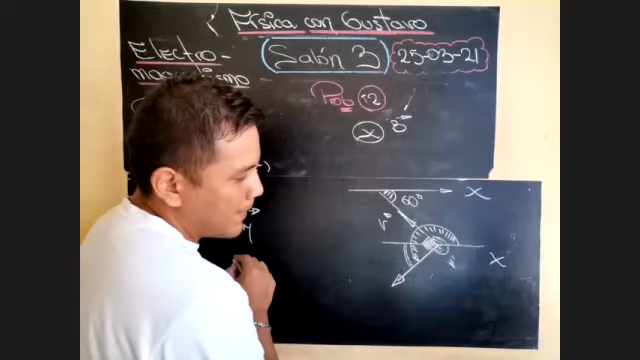 Física con Gustavo
Electro-
magnetismo
Salón 3
25-03-21
Prob 12
x B
x
60°
x